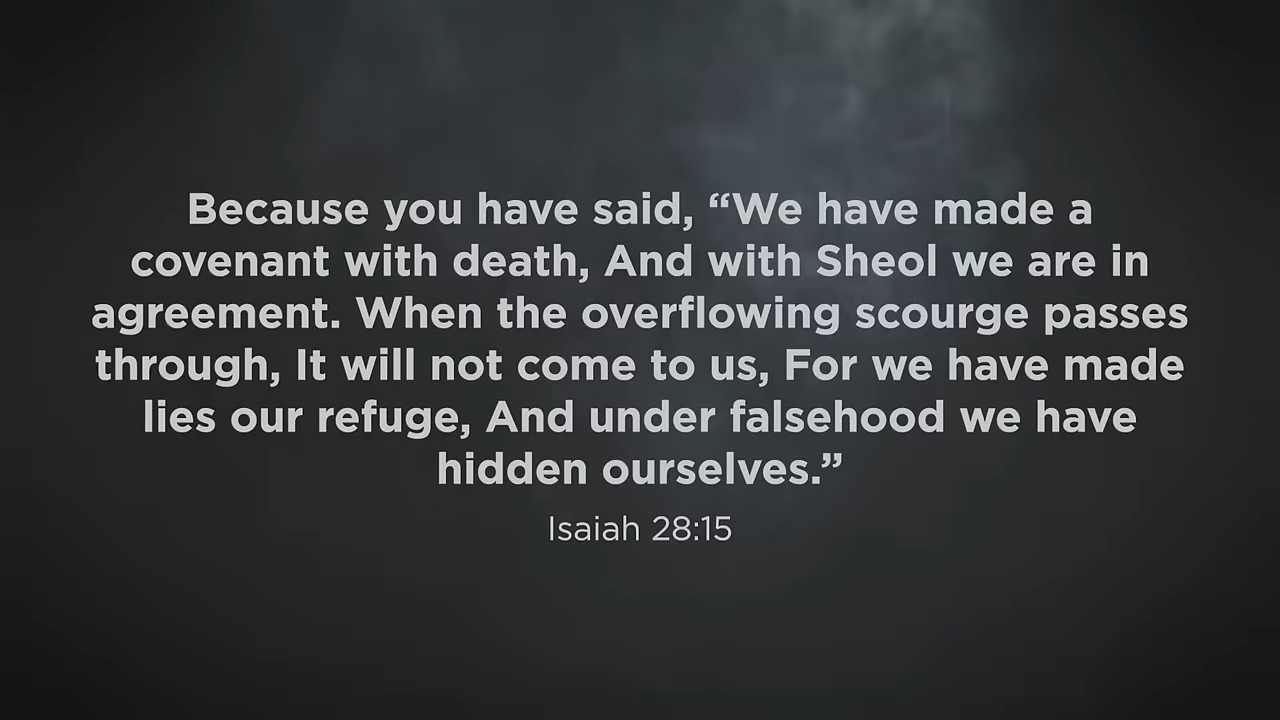 Because you have said, “We have made a
covenant with death, And with Sheol we are in
agreement. When the overflowing scourge passes
through, It will not come to us, For we have made
lies our refuge, And under falsehood we have
hidden ourselves.”
Isaiah 28:15